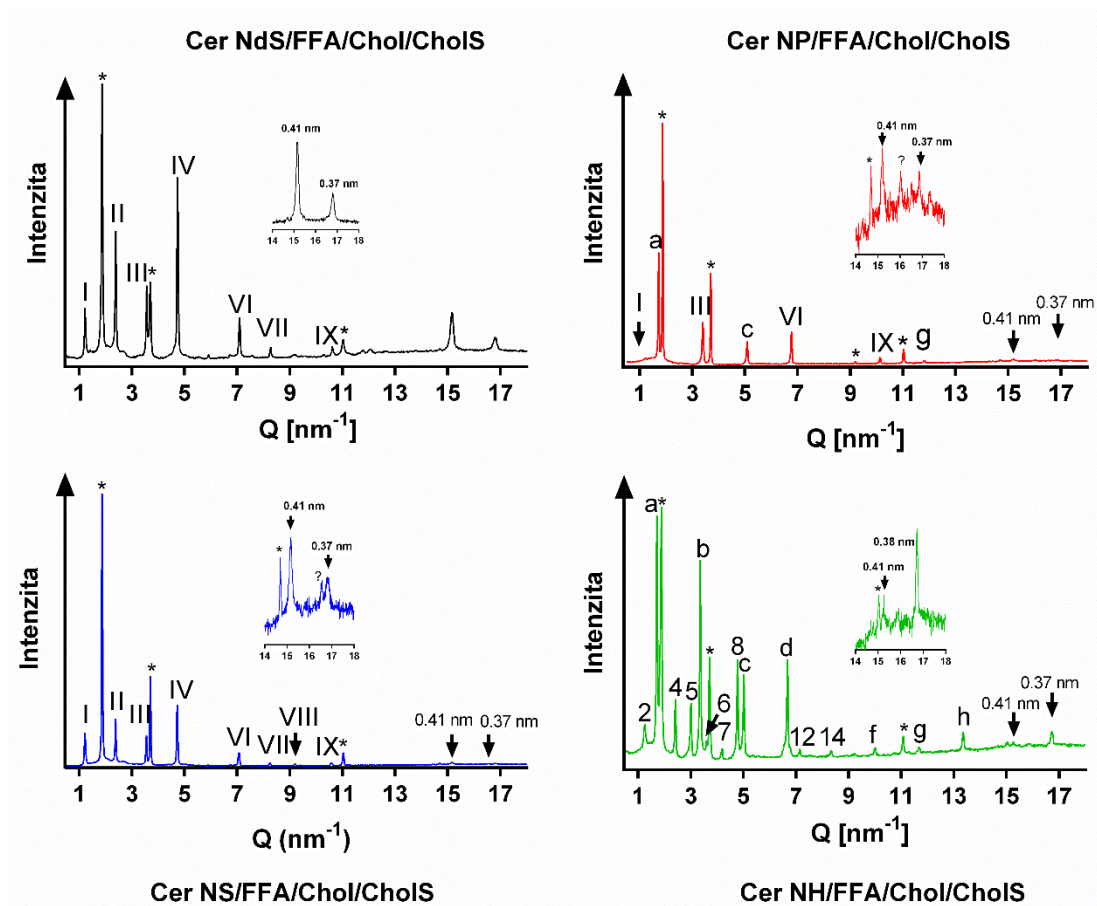 Cer NdS/FFA/Chol/CholS
Intenzita
I
*
II
III
*
IV
VI
VII
IX
*
0.41 nm
0.37 nm
14 15 16 17 18
1 3 5 7 9 11 13 15 17
Q [nm⁻¹]
Cer NP/FFA/Chol/CholS
Intenzita
I
a
*
III
*
c
VI
*
IX
*
g
0.41 nm
0.37 nm
*
0.41 nm
?
0.37 nm
14 15 16 17 18
1 3 5 7 9 11 13 15 17
Q [nm⁻¹]
Intenzita
I
*
II
III
*
IV
VI
VII
VIII
IX
*
0.41 nm
0.37 nm
*
0.41 nm
?
0.37 nm
14 15 16 17 18
1 3 5 7 9 11 13 15 17
Q (nm⁻¹)
Cer NS/FFA/Chol/CholS
Intenzita
2
a
*
4
5
b
6
*
7
8
c
d
12
14
f
*
g
h
0.41 nm
0.37 nm
*
0.41 nm
0.38 nm
14 15 16 17 18
1 3 5 7 9 11 13 15 17
Q [nm⁻¹]
Cer NH/FFA/Chol/CholS